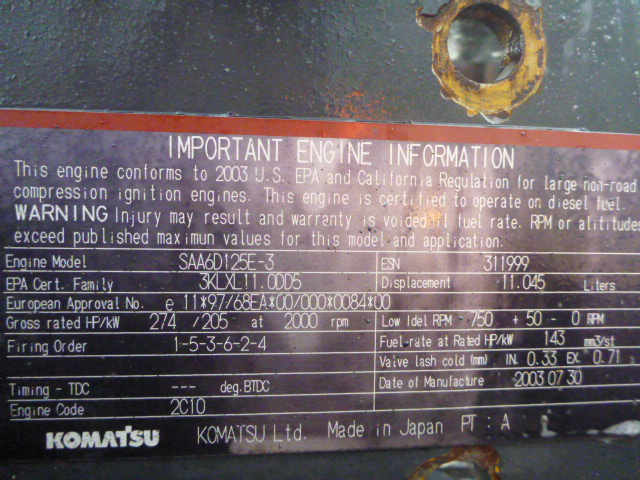 IMPORTANT ENGINE INFORMATION
This engine conforms to 2003 U.S. EPA and California Regulation for large non-road
compression ignition engines. This engine is certified to operate on diesel fuel.
WARNING Injury may result and warranty is voided if fuel rate. RPM or altitudes
exceed published maximun values for this model and application.
Engine Model SAA6D125E-3 ESN 311999
EPA Cert. Family 3KLXL11.0DD5 Displacement 11.045 Liters
European Approval No. e 11*97/68EA*00/000*0084*00
Gross rated HP/kW 274 / 205 at 2000 rpm Low Idel RPM 750 + 50 - 0 RPM
Firing Order 1-5-3-6-2-4 Fuel rate at Rated HP/kW 143 mm3/st
Valve lash cold (mm) IN. 0.33 EX. 0.71
Timing - TDC --- deg.BTDC Date of Manufacture 2003 07 30
Engine Code 2C10
KOMATSU KOMATSU Ltd. Made in Japan PT : A